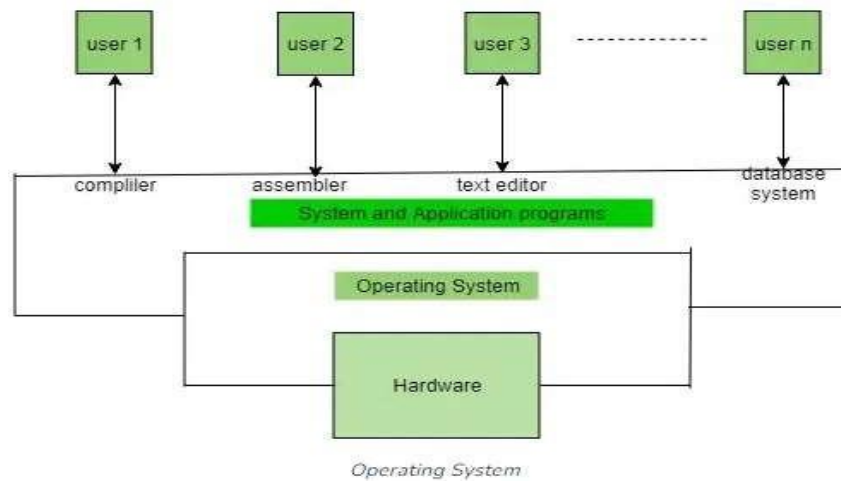 user 1
user 2
user 3
user n
compliler
assembler
text editor
database
system
System and Application programs
Operating System
Hardware
Operating System